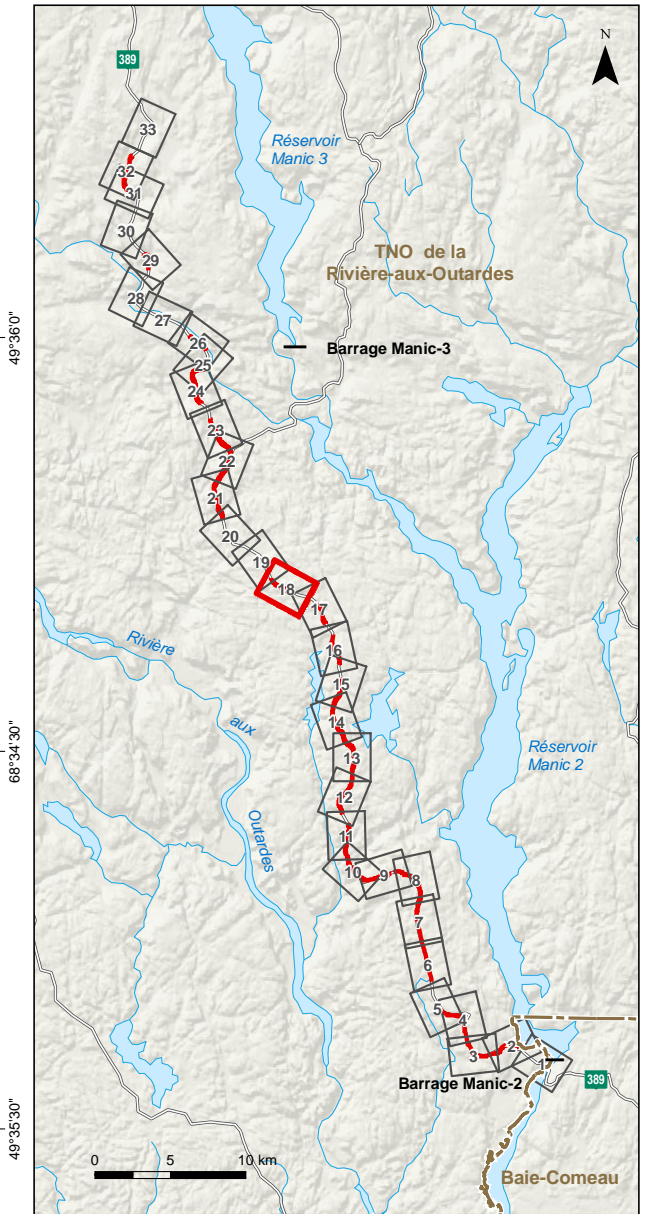 N
389
33
Réservoir
Manic 3
32
31
30
TNO de la
Rivière-aux-Outardes
29
28
27
49°36'0"
26
Barrage Manic-3
25
24
23
22
21
20
19
18
17
Rivière
16
15
aux
14
68°34'30"
Réservoir
Manic 2
13
12
Outardes
11
10
9
8
7
6
5
4
3
2
1
Barrage Manic-2
389
49°35'30"
0 5 10 km
Baie-Comeau